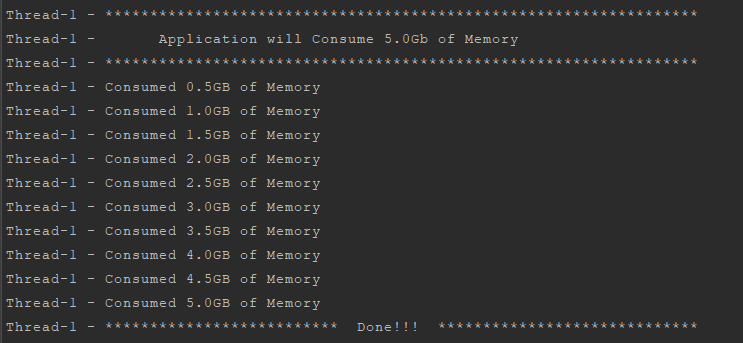 Thread-1 - ******************************************************************
Thread-1 -       Application will Consume 5.0Gb of Memory
Thread-1 - ******************************************************************
Thread-1 - Consumed 0.5GB of Memory
Thread-1 - Consumed 1.0GB of Memory
Thread-1 - Consumed 1.5GB of Memory
Thread-1 - Consumed 2.0GB of Memory
Thread-1 - Consumed 2.5GB of Memory
Thread-1 - Consumed 3.0GB of Memory
Thread-1 - Consumed 3.5GB of Memory
Thread-1 - Consumed 4.0GB of Memory
Thread-1 - Consumed 4.5GB of Memory
Thread-1 - Consumed 5.0GB of Memory
Thread-1 - **************************  Done!!!  *****************************